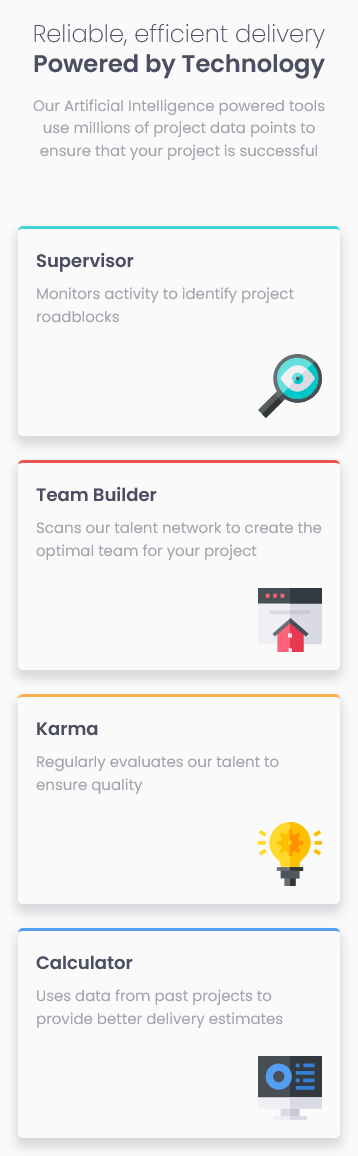 Reliable, efficient delivery
Powered by Technology
Our Artificial Intelligence powered tools
use millions of project data points to
ensure that your project is successful
Supervisor
Monitors activity to identify project
roadblocks
Team Builder
Scans our talent network to create the
optimal team for your project
Karma
Regularly evaluates our talent to
ensure quality
Calculator
Uses data from past projects to
provide better delivery estimates